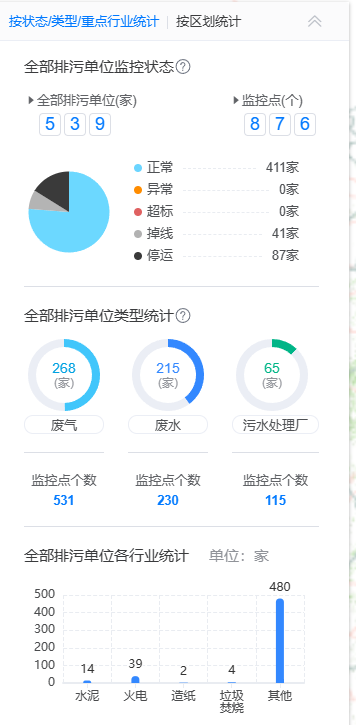 按状态/类型/重点行业统计 按区划统计
全部排污单位监控状态?
全部排污单位(家) 监控点(个)
5 3 9 8 7 6
正常 411家
异常 0家
超标 0家
掉线 41家
停运 87家
全部排污单位类型统计?
268 215 65
(家) (家) (家)
废气 废水 污水处理厂
监控点个数 监控点个数 监控点个数
531 230 115
全部排污单位各行业统计 单位：家
500
400
300
200
100
0
14 39 2 4 480
水泥 火电 造纸 垃圾 其他
焚烧